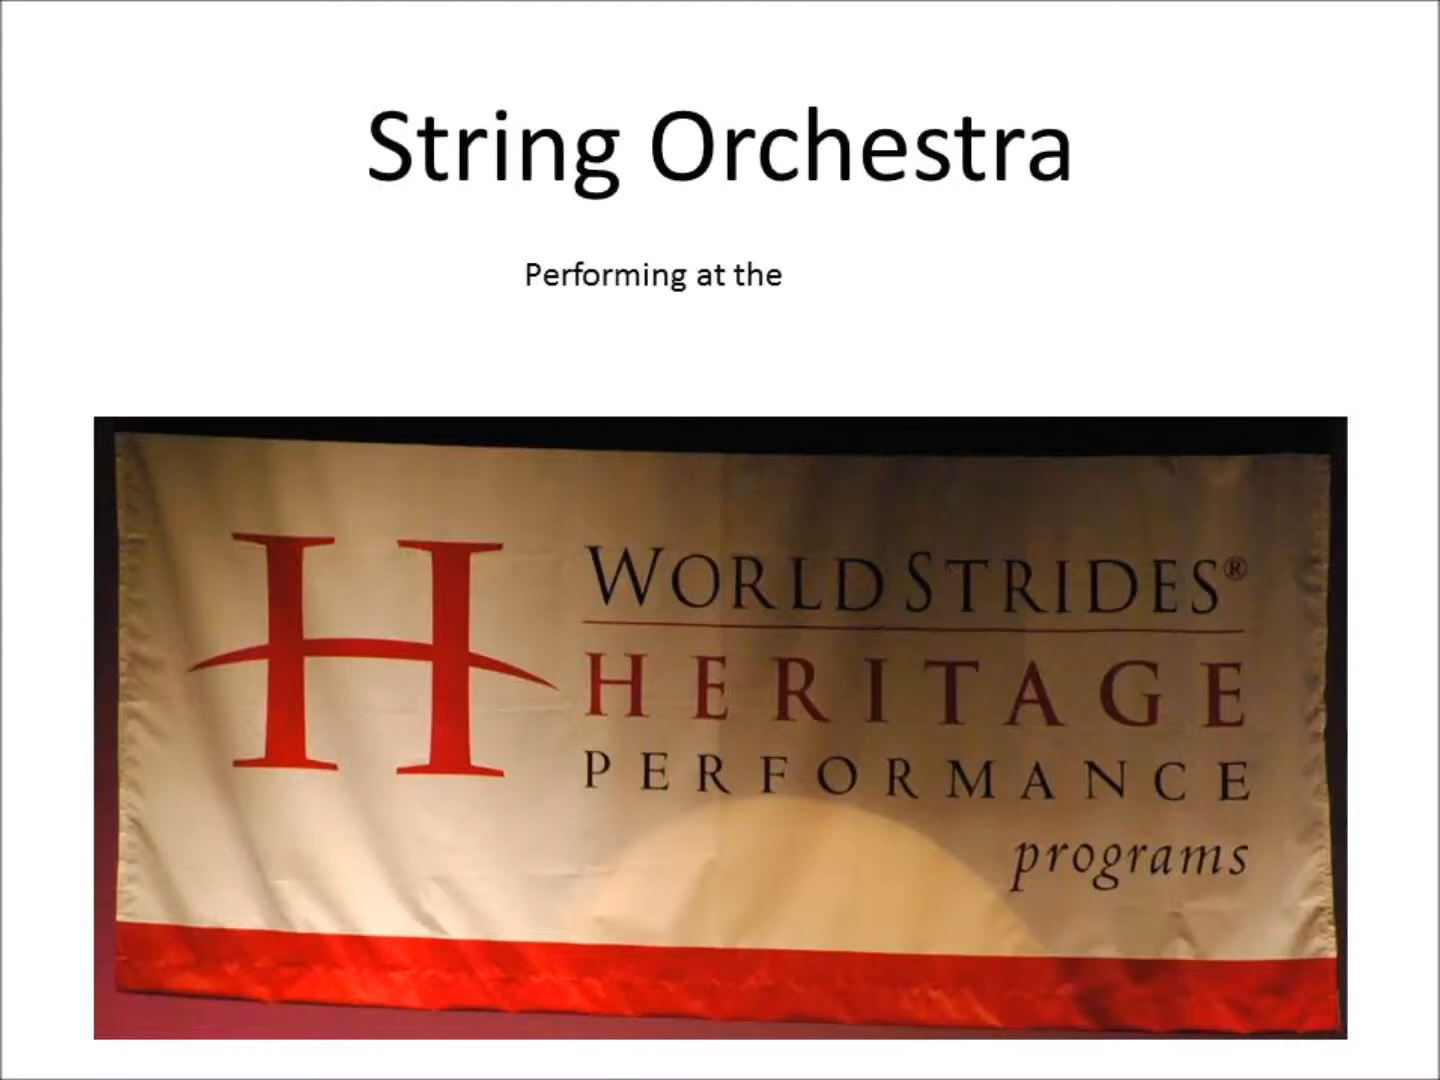 String Orchestra
Performing at the
H
WORLDSTRIDES®
HERITAGE
PERFORMANCE
programs